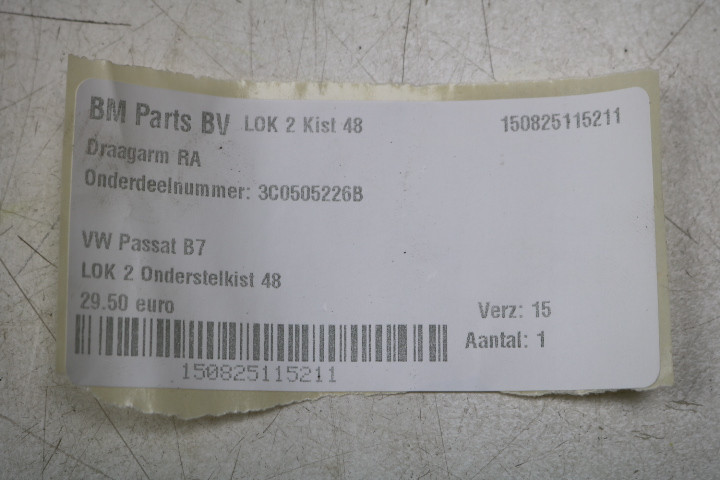 BM Parts BV LOK 2 Kist 48 150825115211
Draagarm RA
Onderdeelnummer: 3C0505226B
VW Passat B7
LOK 2 Onderstelkist 48
29.50 euro Verz: 15
Aantal: 1
150825115211